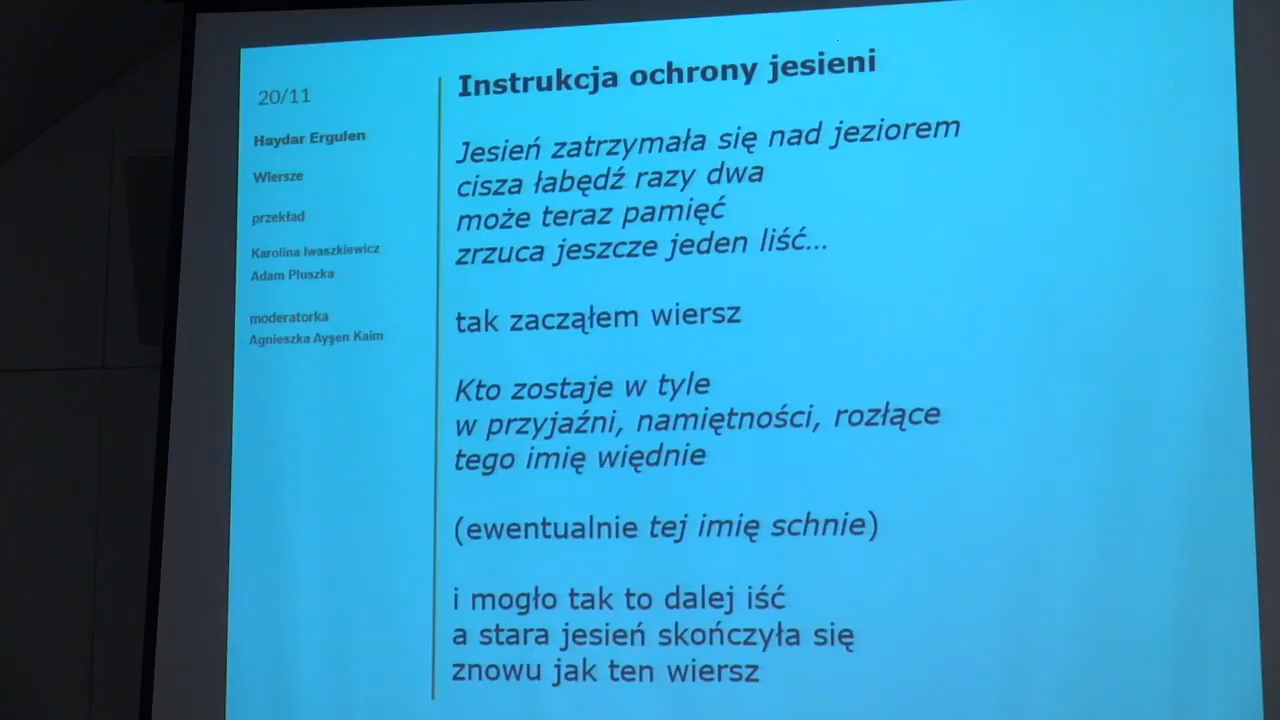 20/11
Haydar Ergulen
Wiersze
przekład
Karolina Iwaszkiewicz
Adam Pluszka
moderatorka
Agnieszka Ayşen Kaim
Instrukcja ochrony jesieni
Jesień zatrzymała się nad jeziorem
cisza łabędź razy dwa
może teraz pamięć
zrzuca jeszcze jeden liść...
tak zacząłem wiersz
Kto zostaje w tyle
w przyjaźni, namiętności, rozłące
tego imię więdnie
(ewentualnie tej imię schnie)
i mogło tak to dalej iść
a stara jesień skończyła się
znowu jak ten wiersz